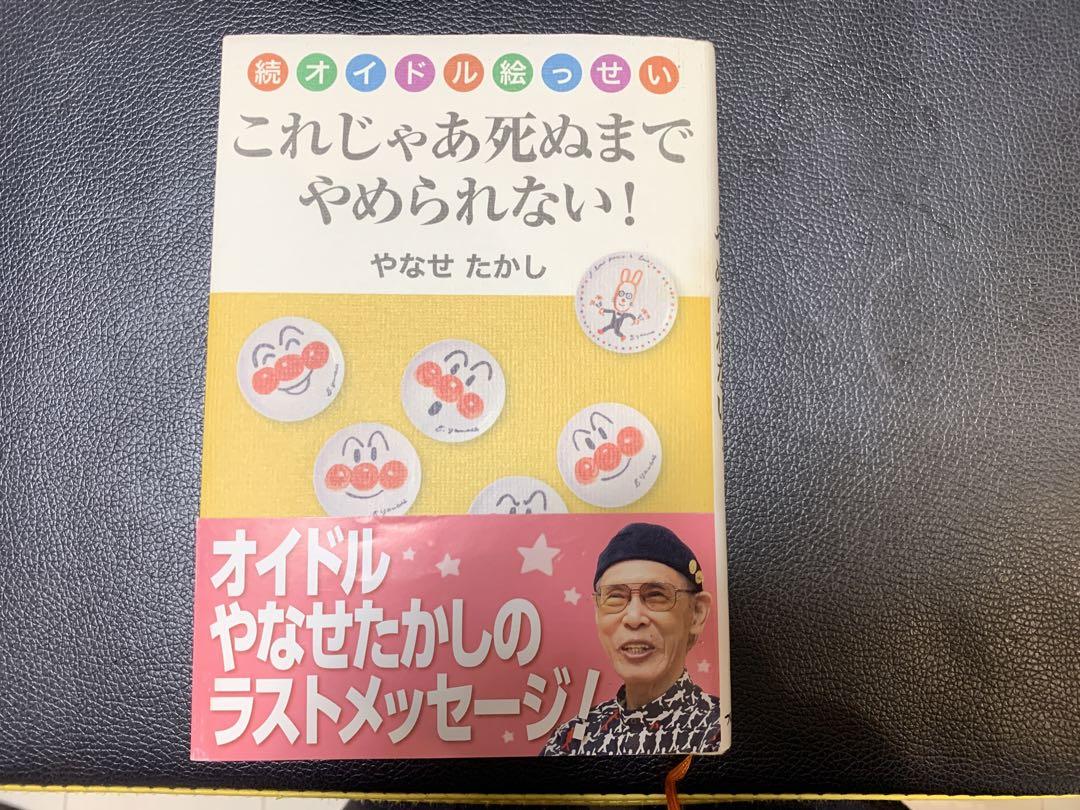 続オイドル絵っせい
これじゃあ死ぬまで
やめられない!
やなせ たかし
オイドル
やなせたかしの
ラストメッセージ!